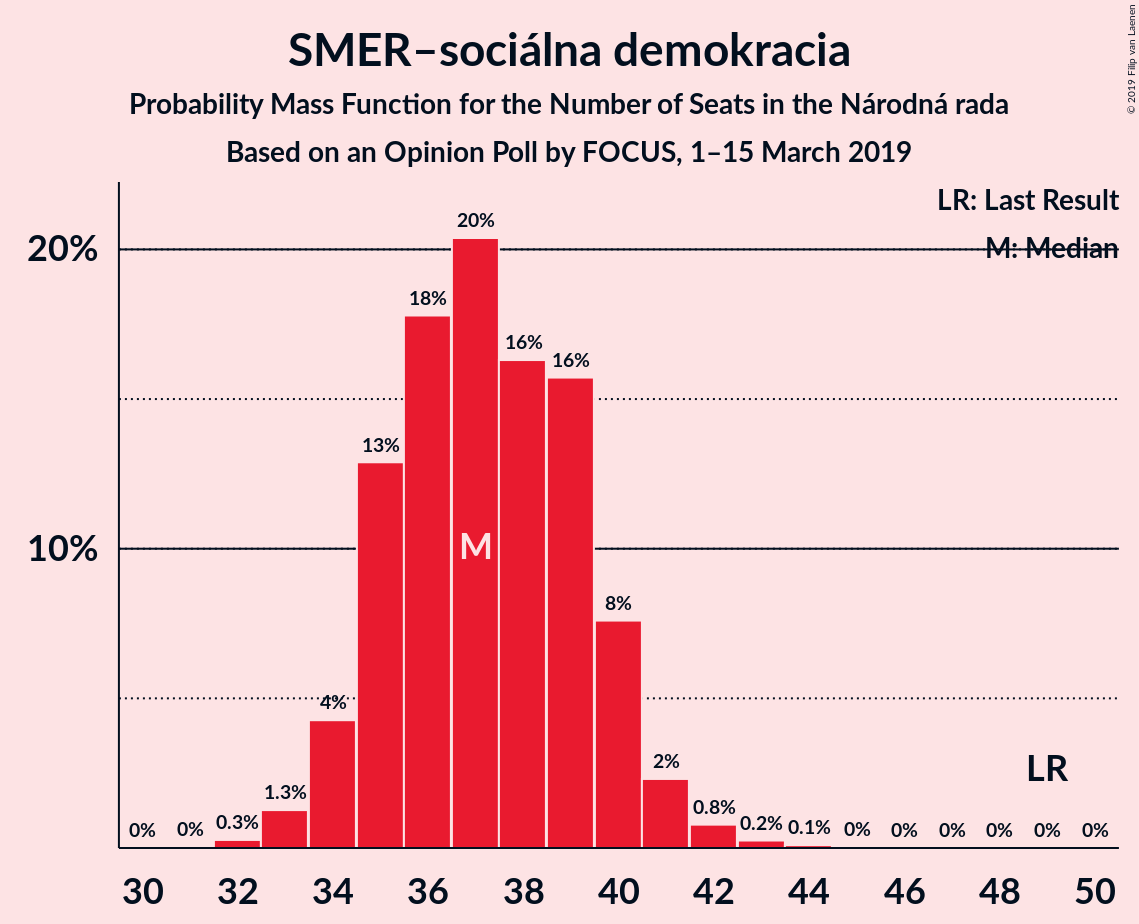 SMER–sociálna demokracia
Probability Mass Function for the Number of Seats in the Národná rada
Based on an Opinion Poll by FOCUS, 1–15 March 2019
© 2019 Filip van Laenen
LR: Last Result
M: Median
20%
10%
0%
0%
0.3%
1.3%
4%
13%
18%
20%
16%
16%
8%
2%
0.8%
0.2%
0.1%
0%
0%
0%
0%
0%
0%
M
LR
30 32 34 36 38 40 42 44 46 48 50